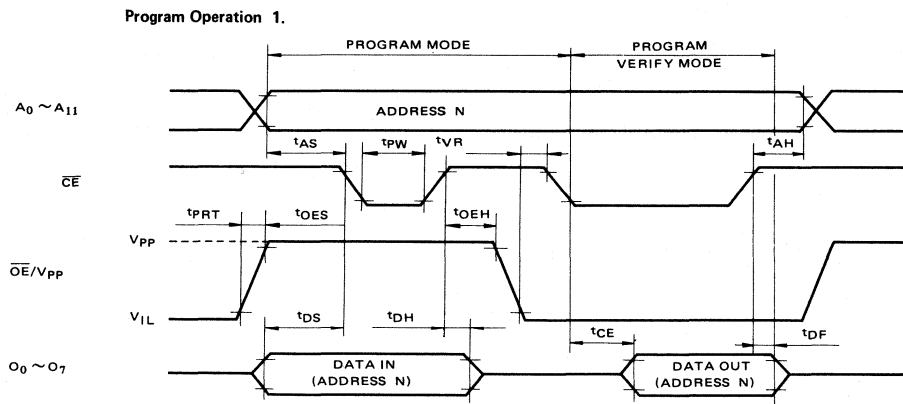 Program Operation 1.
PROGRAM MODE
PROGRAM
VERIFY MODE
A0 ~ A11
ADDRESS N
tAS
tPW
tVR
tAH
CE
tPRT
tOES
tOEH
VPP
OE/VPP
VIL
tDS
tDH
tCE
tDF
O0 ~ O7
DATA IN
(ADDRESS N)
DATA OUT
(ADDRESS N)